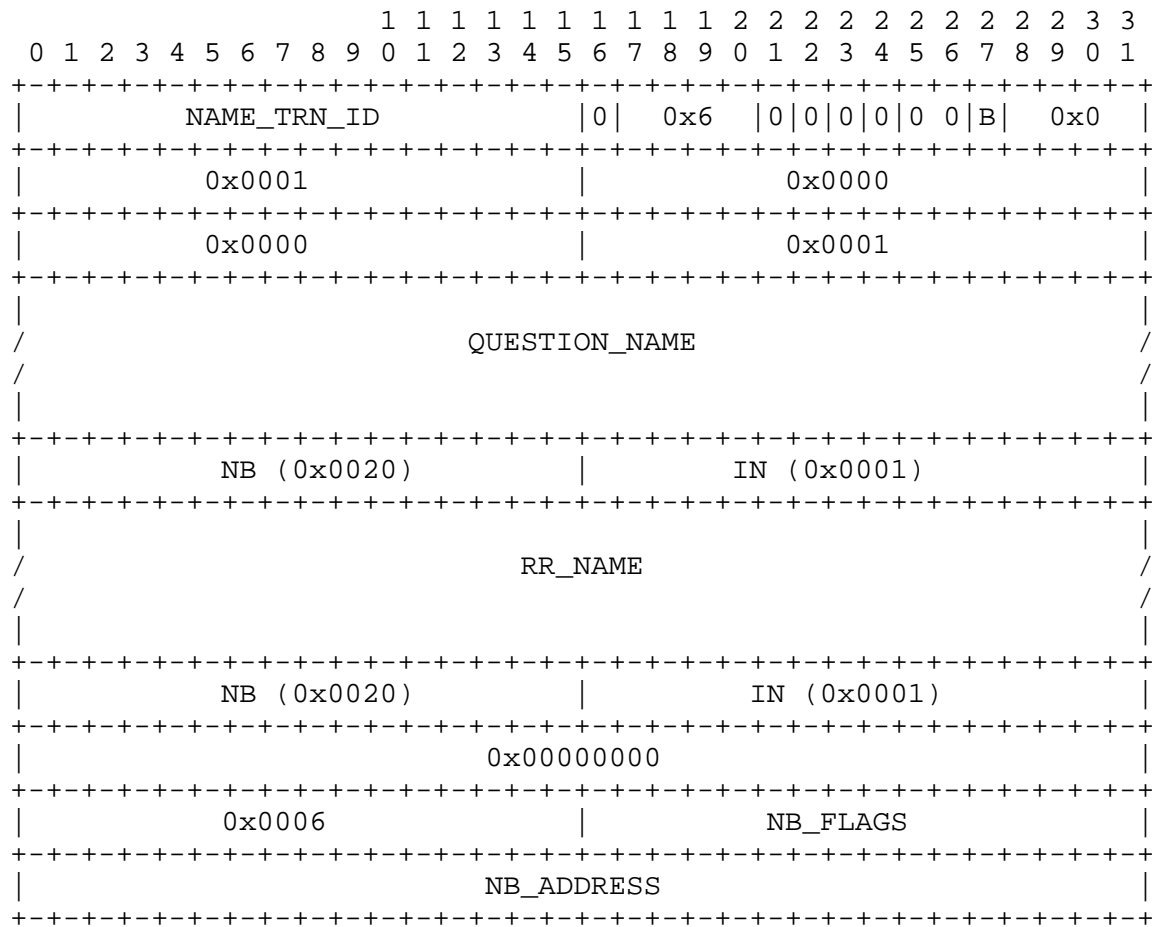 1 1 1 1 1 1 1 1 1 1 2 2 2 2 2 2 2 2 2 2 3 3
 0 1 2 3 4 5 6 7 8 9 0 1 2 3 4 5 6 7 8 9 0 1 2 3 4 5 6 7 8 9 0 1
+-+-+-+-+-+-+-+-+-+-+-+-+-+-+-+-+-+-+-+-+-+-+-+-+-+-+-+-+-+-+-+-+
|         NAME_TRN_ID           |0|  0x6  |0|0|0|0|0 0|B|  0x0  |
+-+-+-+-+-+-+-+-+-+-+-+-+-+-+-+-+-+-+-+-+-+-+-+-+-+-+-+-+-+-+-+-+
|          0x0001               |           0x0000              |
+-+-+-+-+-+-+-+-+-+-+-+-+-+-+-+-+-+-+-+-+-+-+-+-+-+-+-+-+-+-+-+-+
|          0x0000               |           0x0001              |
+-+-+-+-+-+-+-+-+-+-+-+-+-+-+-+-+-+-+-+-+-+-+-+-+-+-+-+-+-+-+-+-+
|                                                               |
/                         QUESTION_NAME                         /
/                                                               /
|                                                               |
+-+-+-+-+-+-+-+-+-+-+-+-+-+-+-+-+-+-+-+-+-+-+-+-+-+-+-+-+-+-+-+-+
|           NB (0x0020)         |        IN (0x0001)            |
+-+-+-+-+-+-+-+-+-+-+-+-+-+-+-+-+-+-+-+-+-+-+-+-+-+-+-+-+-+-+-+-+
|                                                               |
/                            RR_NAME                            /
/                                                               /
|                                                               |
+-+-+-+-+-+-+-+-+-+-+-+-+-+-+-+-+-+-+-+-+-+-+-+-+-+-+-+-+-+-+-+-+
|           NB (0x0020)         |         IN (0x0001)           |
+-+-+-+-+-+-+-+-+-+-+-+-+-+-+-+-+-+-+-+-+-+-+-+-+-+-+-+-+-+-+-+-+
|                          0x00000000                           |
+-+-+-+-+-+-+-+-+-+-+-+-+-+-+-+-+-+-+-+-+-+-+-+-+-+-+-+-+-+-+-+-+
|           0x0006              |          NB_FLAGS             |
+-+-+-+-+-+-+-+-+-+-+-+-+-+-+-+-+-+-+-+-+-+-+-+-+-+-+-+-+-+-+-+-+
|                          NB_ADDRESS                           |
+-+-+-+-+-+-+-+-+-+-+-+-+-+-+-+-+-+-+-+-+-+-+-+-+-+-+-+-+-+-+-+-+